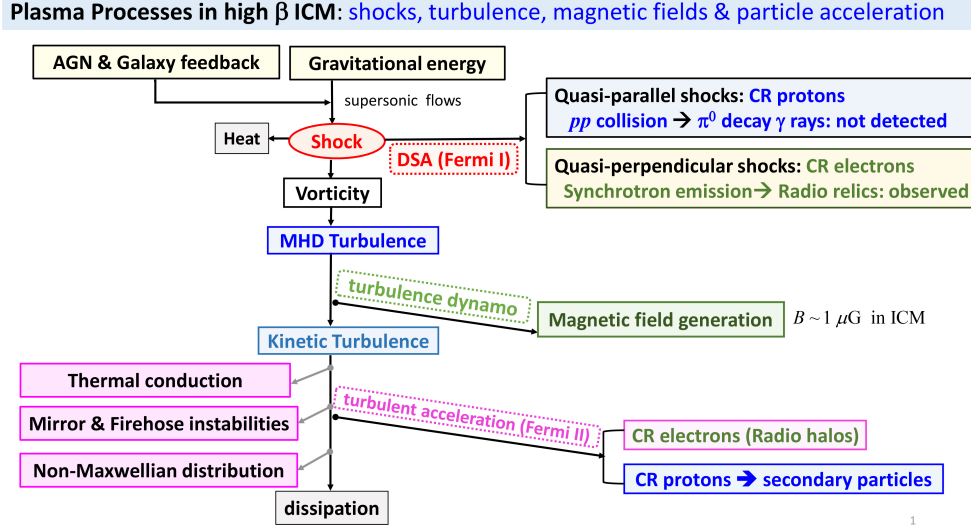 Plasma Processes in high β ICM: shocks, turbulence, magnetic fields & particle acceleration
AGN & Galaxy feedback
Gravitational energy
supersonic flows
Heat
Shock
DSA (Fermi I)
Quasi-parallel shocks: CR protons
pp collision → π⁰ decay γ rays: not detected
Quasi-perpendicular shocks: CR electrons
Synchrotron emission→ Radio relics: observed
Vorticity
MHD Turbulence
turbulence dynamo
Magnetic field generation
B ~ 1 μG in ICM
Kinetic Turbulence
Thermal conduction
Mirror & Firehose instabilities
Non-Maxwellian distribution
turbulent acceleration (Fermi II)
CR electrons (Radio halos)
CR protons → secondary particles
dissipation
1